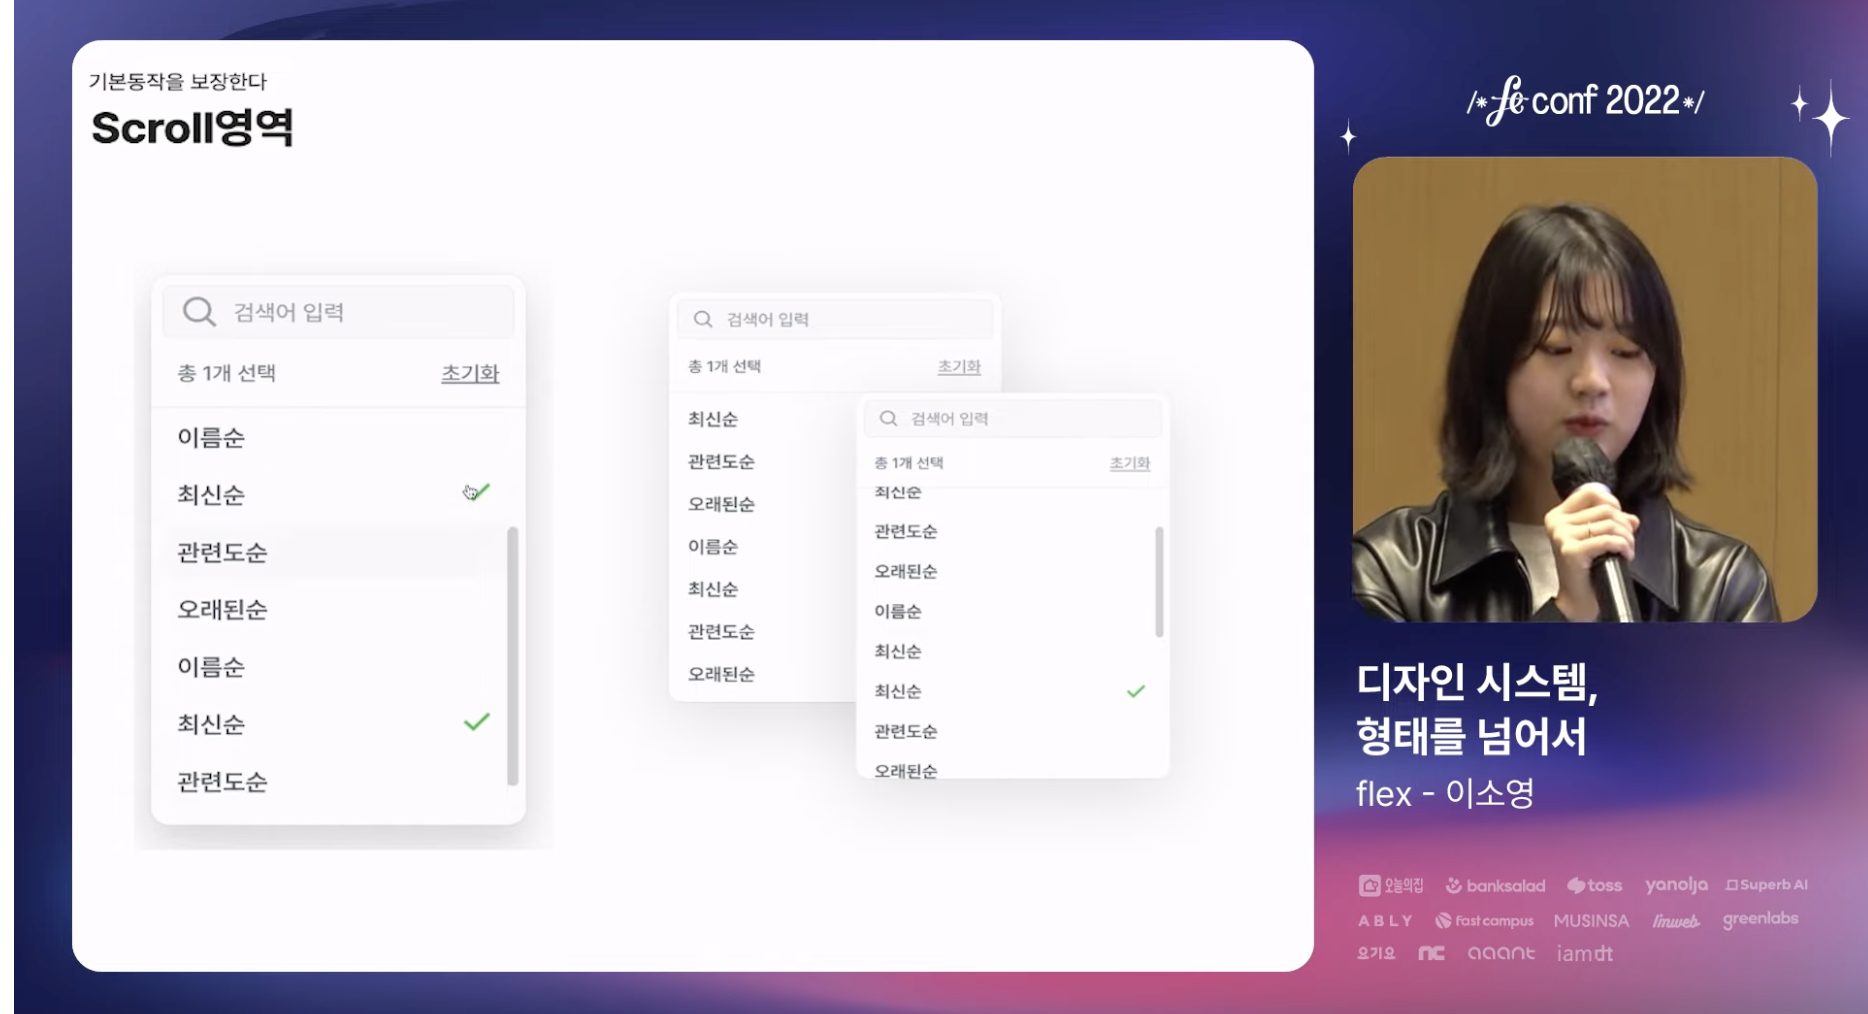 기본동작을 보장한다
Scroll영역
검색어 입력
총 1개 선택
초기화
이름순
최신순
관련도순
오래된순
이름순
최신순
관련도순
검색어 입력
총 1개 선택
초기화
최신순
관련도순
오래된순
이름순
최신순
관련도순
오래된순
검색어 입력
총 1개 선택
초기화
최신순
관련도순
오래된순
이름순
최신순
최신순
관련도순
오래된순
/* fe conf 2022 */
디자인 시스템,
형태를 넘어서
flex - 이소영
오늘의집 banksalad toss yanolja Superb AI
ABLY fastcampus MUSINSA imweb greenlabs
요기요 nc iamdt